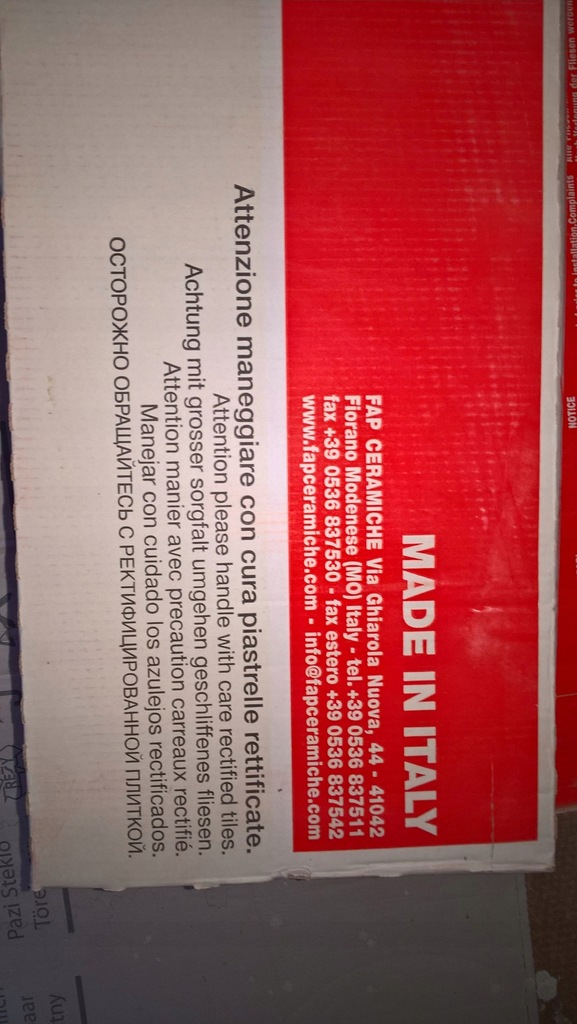 MADE IN ITALY
FAP CERAMICHE Via Ghiarola Nuova, 44 - 41042
Fiorano Modenese (MO) Italy - tel. +39 0536 837511
fax +39 0536 837530 - fax estero +39 0536 837542
www.fapceramiche.com - info@fapceramiche.com
Attenzione maneggiare con cura piastrelle rettificate.
Attention please handle with care rectified tiles.
Achtung mit grosser sorgfalt umgehen geschliffenes fliesen.
Attention manier avec precaution carreaux rectifié.
Manejar con cuidado los azulejos rectificados.
ОСТОРОЖНО ОБРАЩАЙТЕСЬ С РЕКТИФИЦИРОВАННОЙ ПЛИТКОЙ.
NOTICE
Pazi Steklo